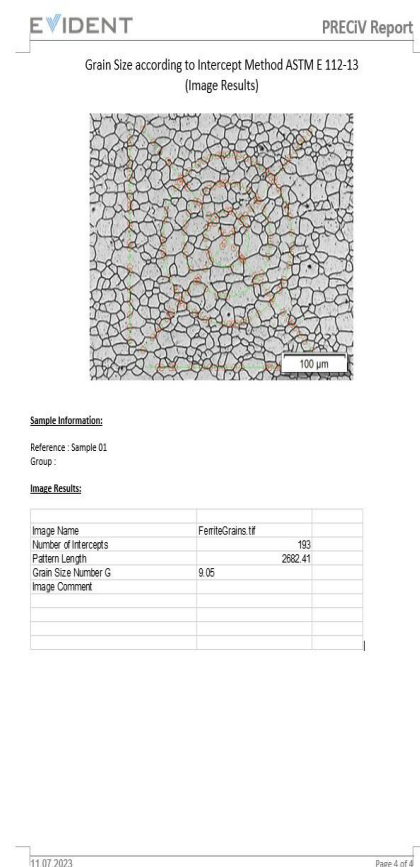 EVIDENT
PRECiV Report
Grain Size according to Intercept Method ASTM E 112-13
(Image Results)
100 µm
Sample Information:
Reference : Sample 01
Group :
Image Results:
Image Name FerriteGrains.tif
Number of Intercepts 193
Pattern Length 2682.41
Grain Size Number G 9.05
Image Comment
11.07.2023
Page 4 of 4